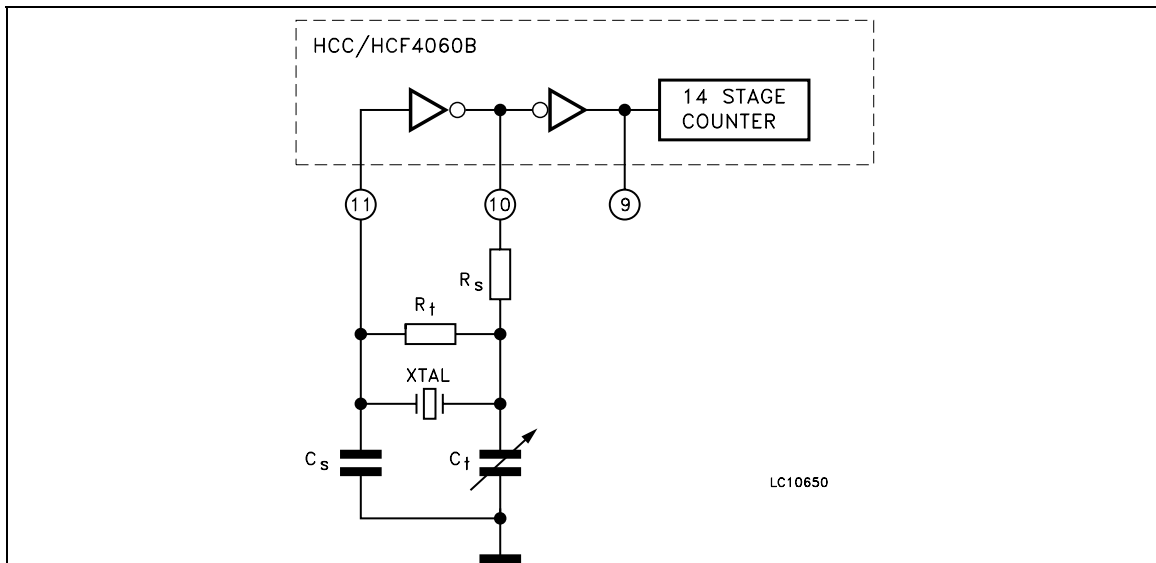 HCC/HCF4060B
14 STAGE
COUNTER
11
10
9
Rs
Rt
XTAL
Cs
Ct
LC10650